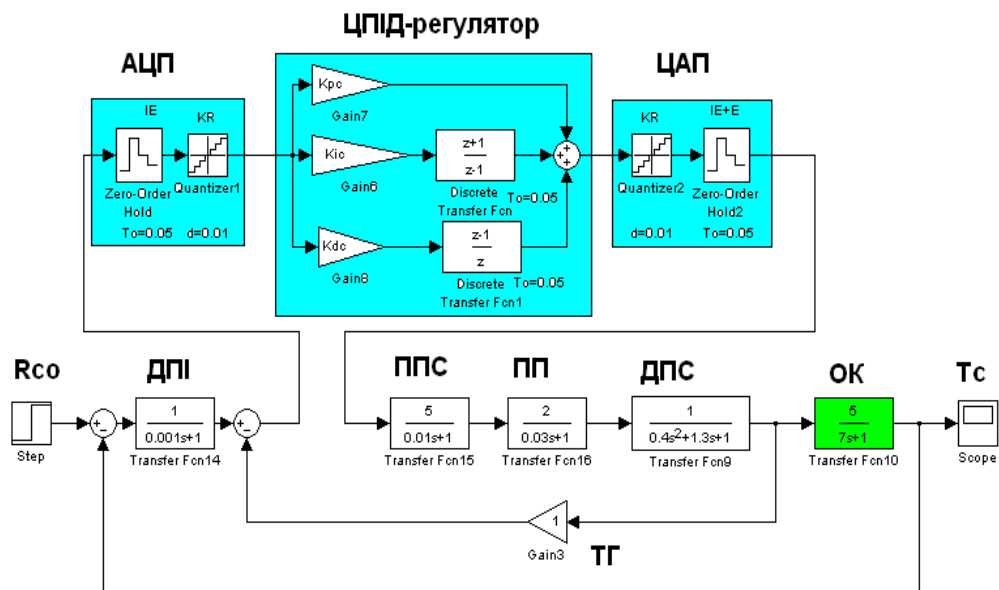 ЦПІД-регулятор
АЦП
ЦАП
IE
KR
Zero-Order
Hold
Quantizer1
To=0.05
d=0.01
Kpc
Gain7
Kic
Gain6
z+1
z-1
Discrete
Transfer Fcn
To=0.05
Kdc
Gain8
z-1
z
Discrete
Transfer Fcn1
To=0.05
KR
IE+E
Quantizer2
Zero-Order
Hold2
d=0.01
To=0.05
Rco
Step
ДПІ
1
0.001s+1
Transfer Fcn14
ППС
5
0.01s+1
Transfer Fcn15
ПП
2
0.03s+1
Transfer Fcn16
ДПС
1
0.4s²+1.3s+1
Transfer Fcn9
ОК
5
7s+1
Transfer Fcn10
Тс
Scope
1
Gain3
ТГ